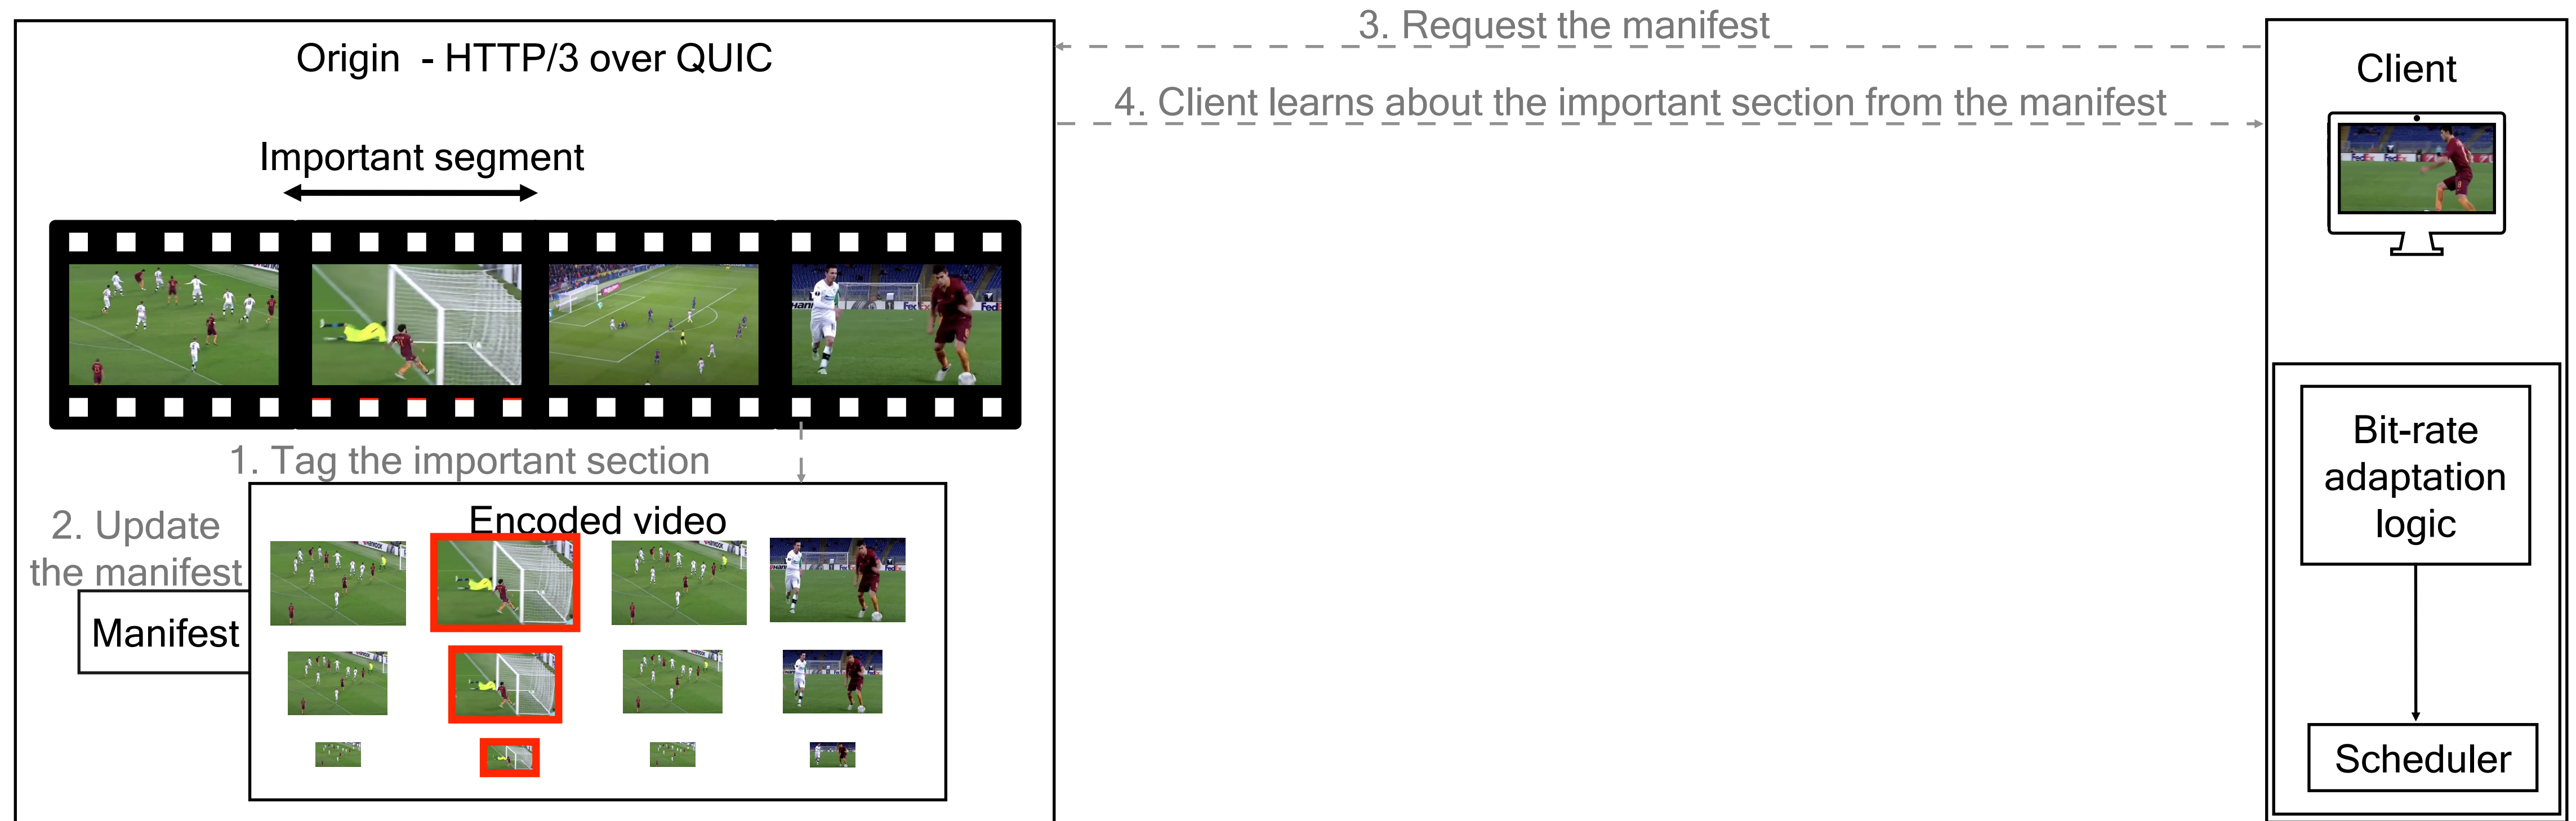 Origin - HTTP/3 over QUIC
3. Request the manifest
4. Client learns about the important section from the manifest
Client
Important segment
1. Tag the important section
2. Update
the manifest
Manifest
Encoded video
Bit-rate
adaptation
logic
Scheduler